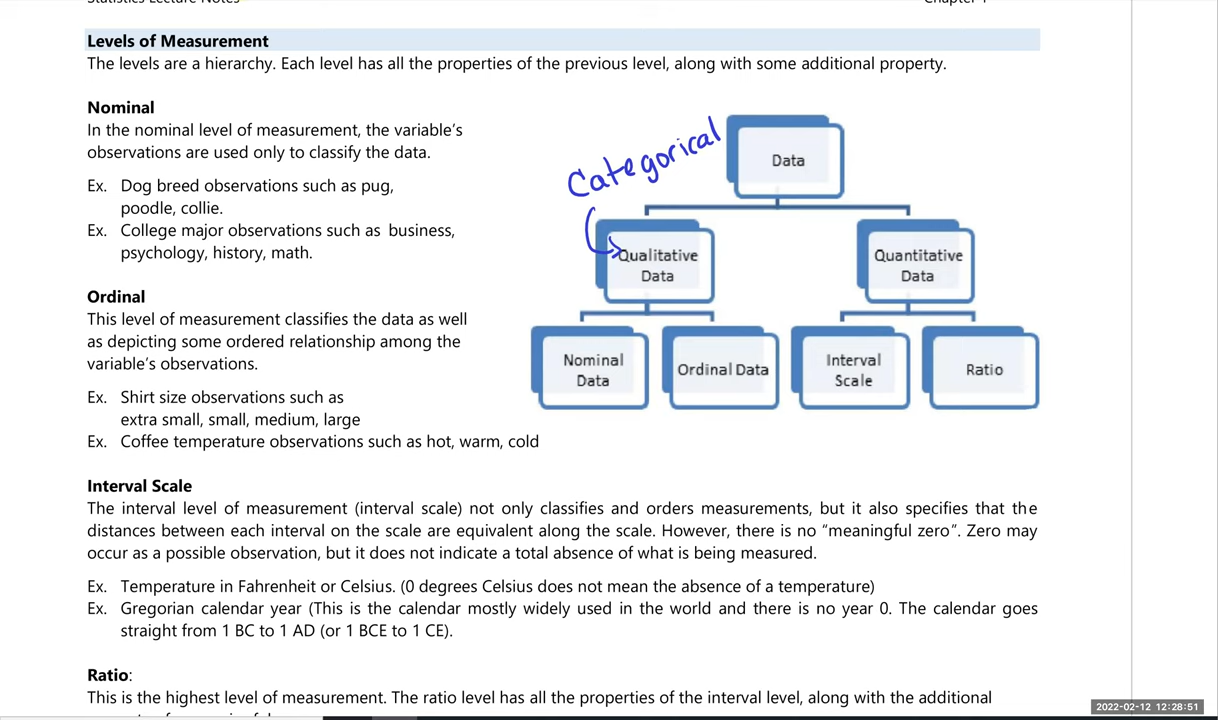 Statistics Lecture Notes
Chapter 1
Levels of Measurement
The levels are a hierarchy. Each level has all the properties of the previous level, along with some additional property.
Nominal
In the nominal level of measurement, the variable's
observations are used only to classify the data.
Ex. Dog breed observations such as pug,
poodle, collie.
Ex. College major observations such as business,
psychology, history, math.
Categorical
Data
Qualitative
Data
Quantitative
Data
Nominal
Data
Ordinal Data
Interval
Scale
Ratio
Ordinal
This level of measurement classifies the data as well
as depicting some ordered relationship among the
variable's observations.
Ex. Shirt size observations such as
extra small, small, medium, large
Ex. Coffee temperature observations such as hot, warm, cold
Interval Scale
The interval level of measurement (interval scale) not only classifies and orders measurements, but it also specifies that the
distances between each interval on the scale are equivalent along the scale. However, there is no “meaningful zero”. Zero may
occur as a possible observation, but it does not indicate a total absence of what is being measured.
Ex. Temperature in Fahrenheit or Celsius. (0 degrees Celsius does not mean the absence of a temperature)
Ex. Gregorian calendar year (This is the calendar mostly widely used in the world and there is no year 0. The calendar goes
straight from 1 BC to 1 AD (or 1 BCE to 1 CE).
Ratio:
This is the highest level of measurement. The ratio level has all the properties of the interval level, along with the additional
2022-02-12 12:28:51